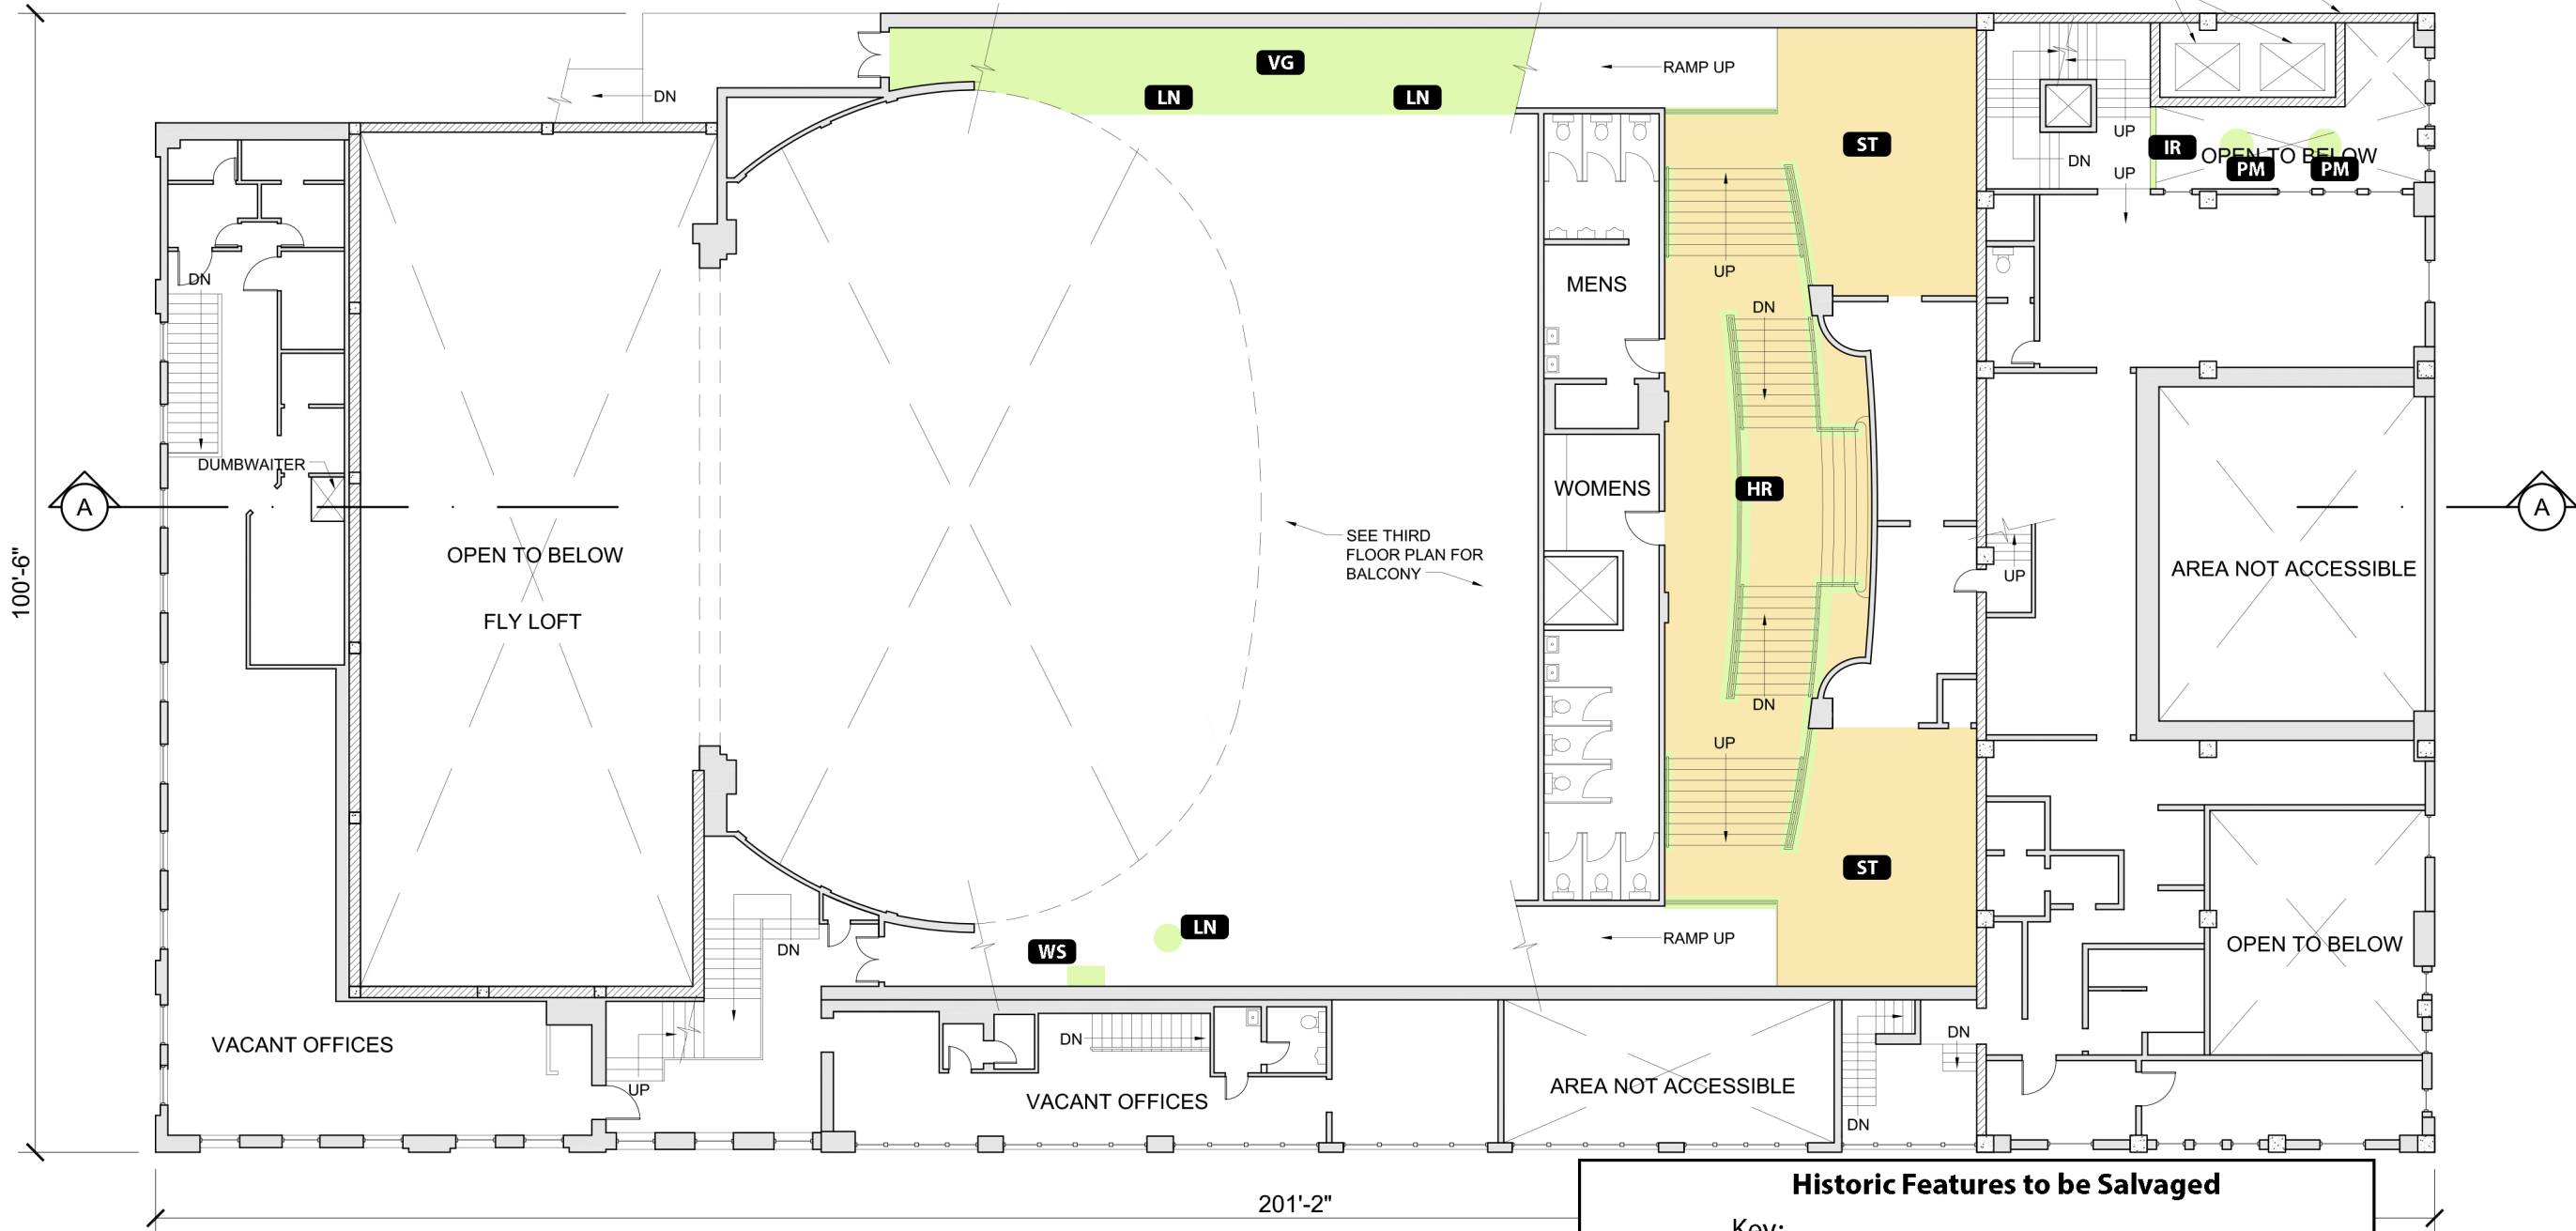 VG
RAMP UP
DN
LN
LN
UP
ST
IR
OPEN TO BELOW
DN
PM
PM
UP
DN
UP
MENS
DN
DUMBWAITER
WOMENS
HR
A
A
SEE THIRD
FLOOR PLAN FOR
BALCONY
OPEN TO BELOW
FLY LOFT
AREA NOT ACCESSIBLE
UP
100'-6"
DN
UP
ST
LN
WS
DN
RAMP UP
OPEN TO BELOW
VACANT OFFICES
DN
DN
UP
VACANT OFFICES
AREA NOT ACCESSIBLE
DN
Historic Features to be Salvaged
201'-2"
Key: